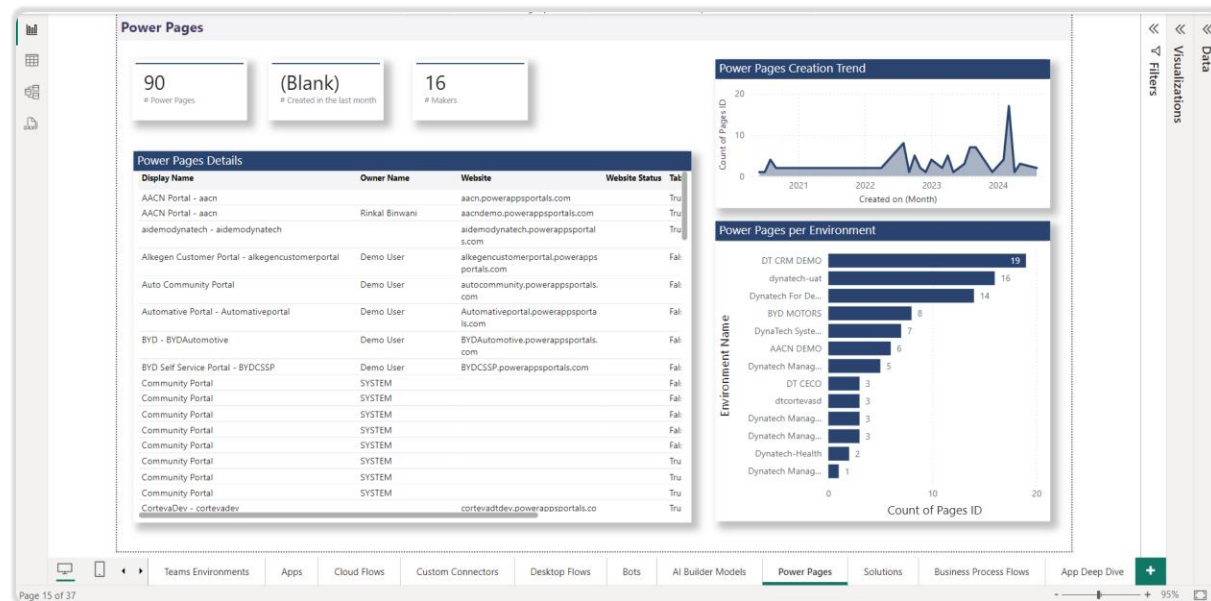 Power Pages
90
# Power Pages
(Blank)
# Created in the last month
16
# Makers
Power Pages Details
Display Name Owner Name Website Website Status Tab
AACN Portal - aacn aacn.powerappsportals.com Tru
AACN Portal - aacn Rinkal Binwani aacndemo.powerappsportals.com Tru
aidemodynatech - aidemodynatech aidemodynatech.powerappsportal Tru
s.com
Alkegen Customer Portal - alkegencustomerportal Demo User alkegencustomerportal.powerapps Fal
portals.com
Auto Community Portal Demo User autocommunity.powerappsportals. Fal
com
Automative Portal - Automativeportal Demo User Automativeportal.powerappsporta Fal
ls.com
BYD - BYDAutomotive Demo User BYDAutomotive.powerappsportals. Fal
com
BYD Self Service Portal - BYDCSSP Demo User BYDCSSP.powerappsportals.com Fal
Community Portal SYSTEM Fal
Community Portal SYSTEM Fal
Community Portal SYSTEM Fal
Community Portal SYSTEM Fal
Community Portal SYSTEM Fal
Community Portal SYSTEM Tru
Community Portal SYSTEM Tru
Community Portal SYSTEM Tru
CortevaDev - cortevadev cortevadtdev.powerappsportals.co Tru
Power Pages Creation Trend
Count of Pages ID
20
10
0
2021 2022 2023 2024
Created on (Month)
Power Pages per Environment
Environment Name
DT CRM DEMO 19
dynatech-uat 16
Dynatech For De... 14
BYD MOTORS 8
DynaTech Syste... 7
AACN DEMO 6
Dynatech Manag... 5
DT CECO 3
dtcortevasd 3
Dynatech Manag... 3
Dynatech Manag... 3
Dynatech-Health 2
Dynatech Manag... 1
0 10 20
Count of Pages ID
Filters
Visualizations
Data
Teams Environments Apps Cloud Flows Custom Connectors Desktop Flows Bots AI Builder Models Power Pages Solutions Business Process Flows App Deep Dive +
Page 15 of 37
- + 95%